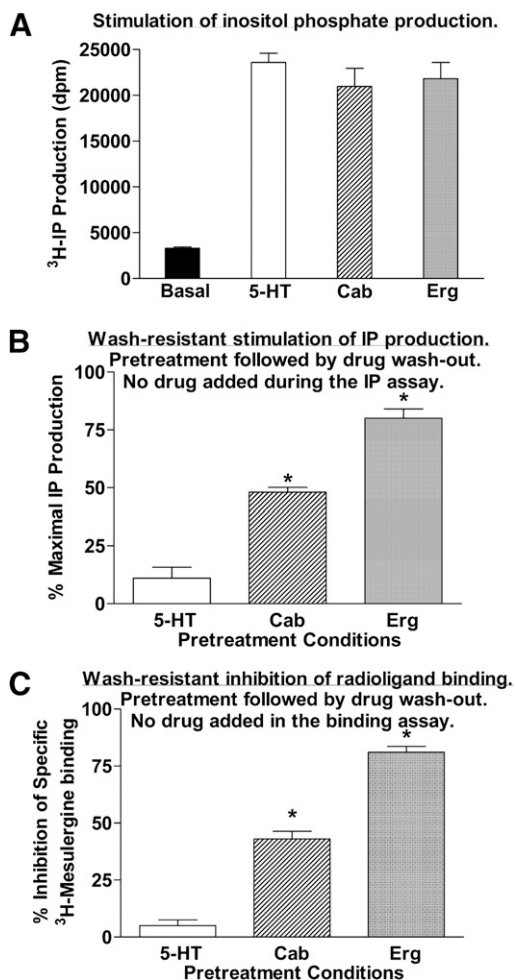 A
Stimulation of inositol phosphate production.
³H-IP Production (dpm)
25000
20000
15000
10000
5000
0
Basal 5-HT Cab Erg
B
Wash-resistant stimulation of IP production.
Pretreatment followed by drug wash-out.
No drug added during the IP assay.
% Maximal IP Production
100
75
50
25
0
*
*
5-HT Cab Erg
Pretreatment Conditions
C
Wash-resistant inhibition of radioligand binding.
Pretreatment followed by drug wash-out.
No drug added in the binding assay.
% Inhibition of Specific
³H-Mesulergine binding
100
75
50
25
0
*
*
5-HT Cab Erg
Pretreatment Conditions